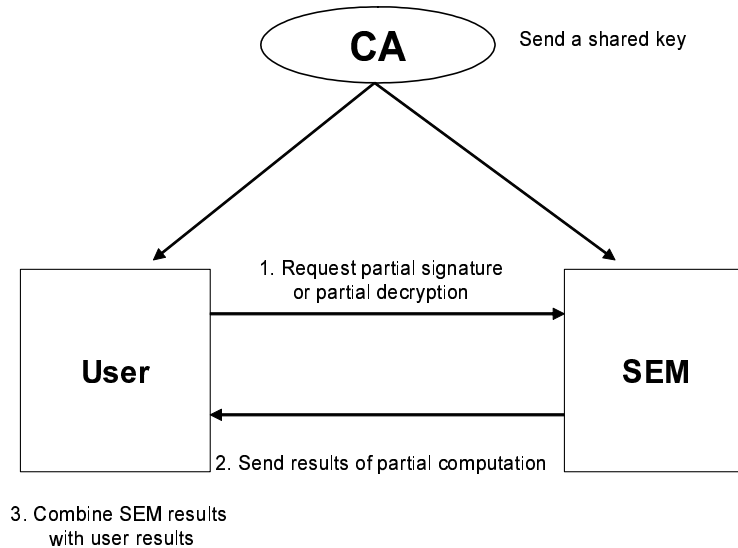 CA
Send a shared key
1. Request partial signature
or partial decryption
User
SEM
2. Send results of partial computation
3. Combine SEM results
with user results